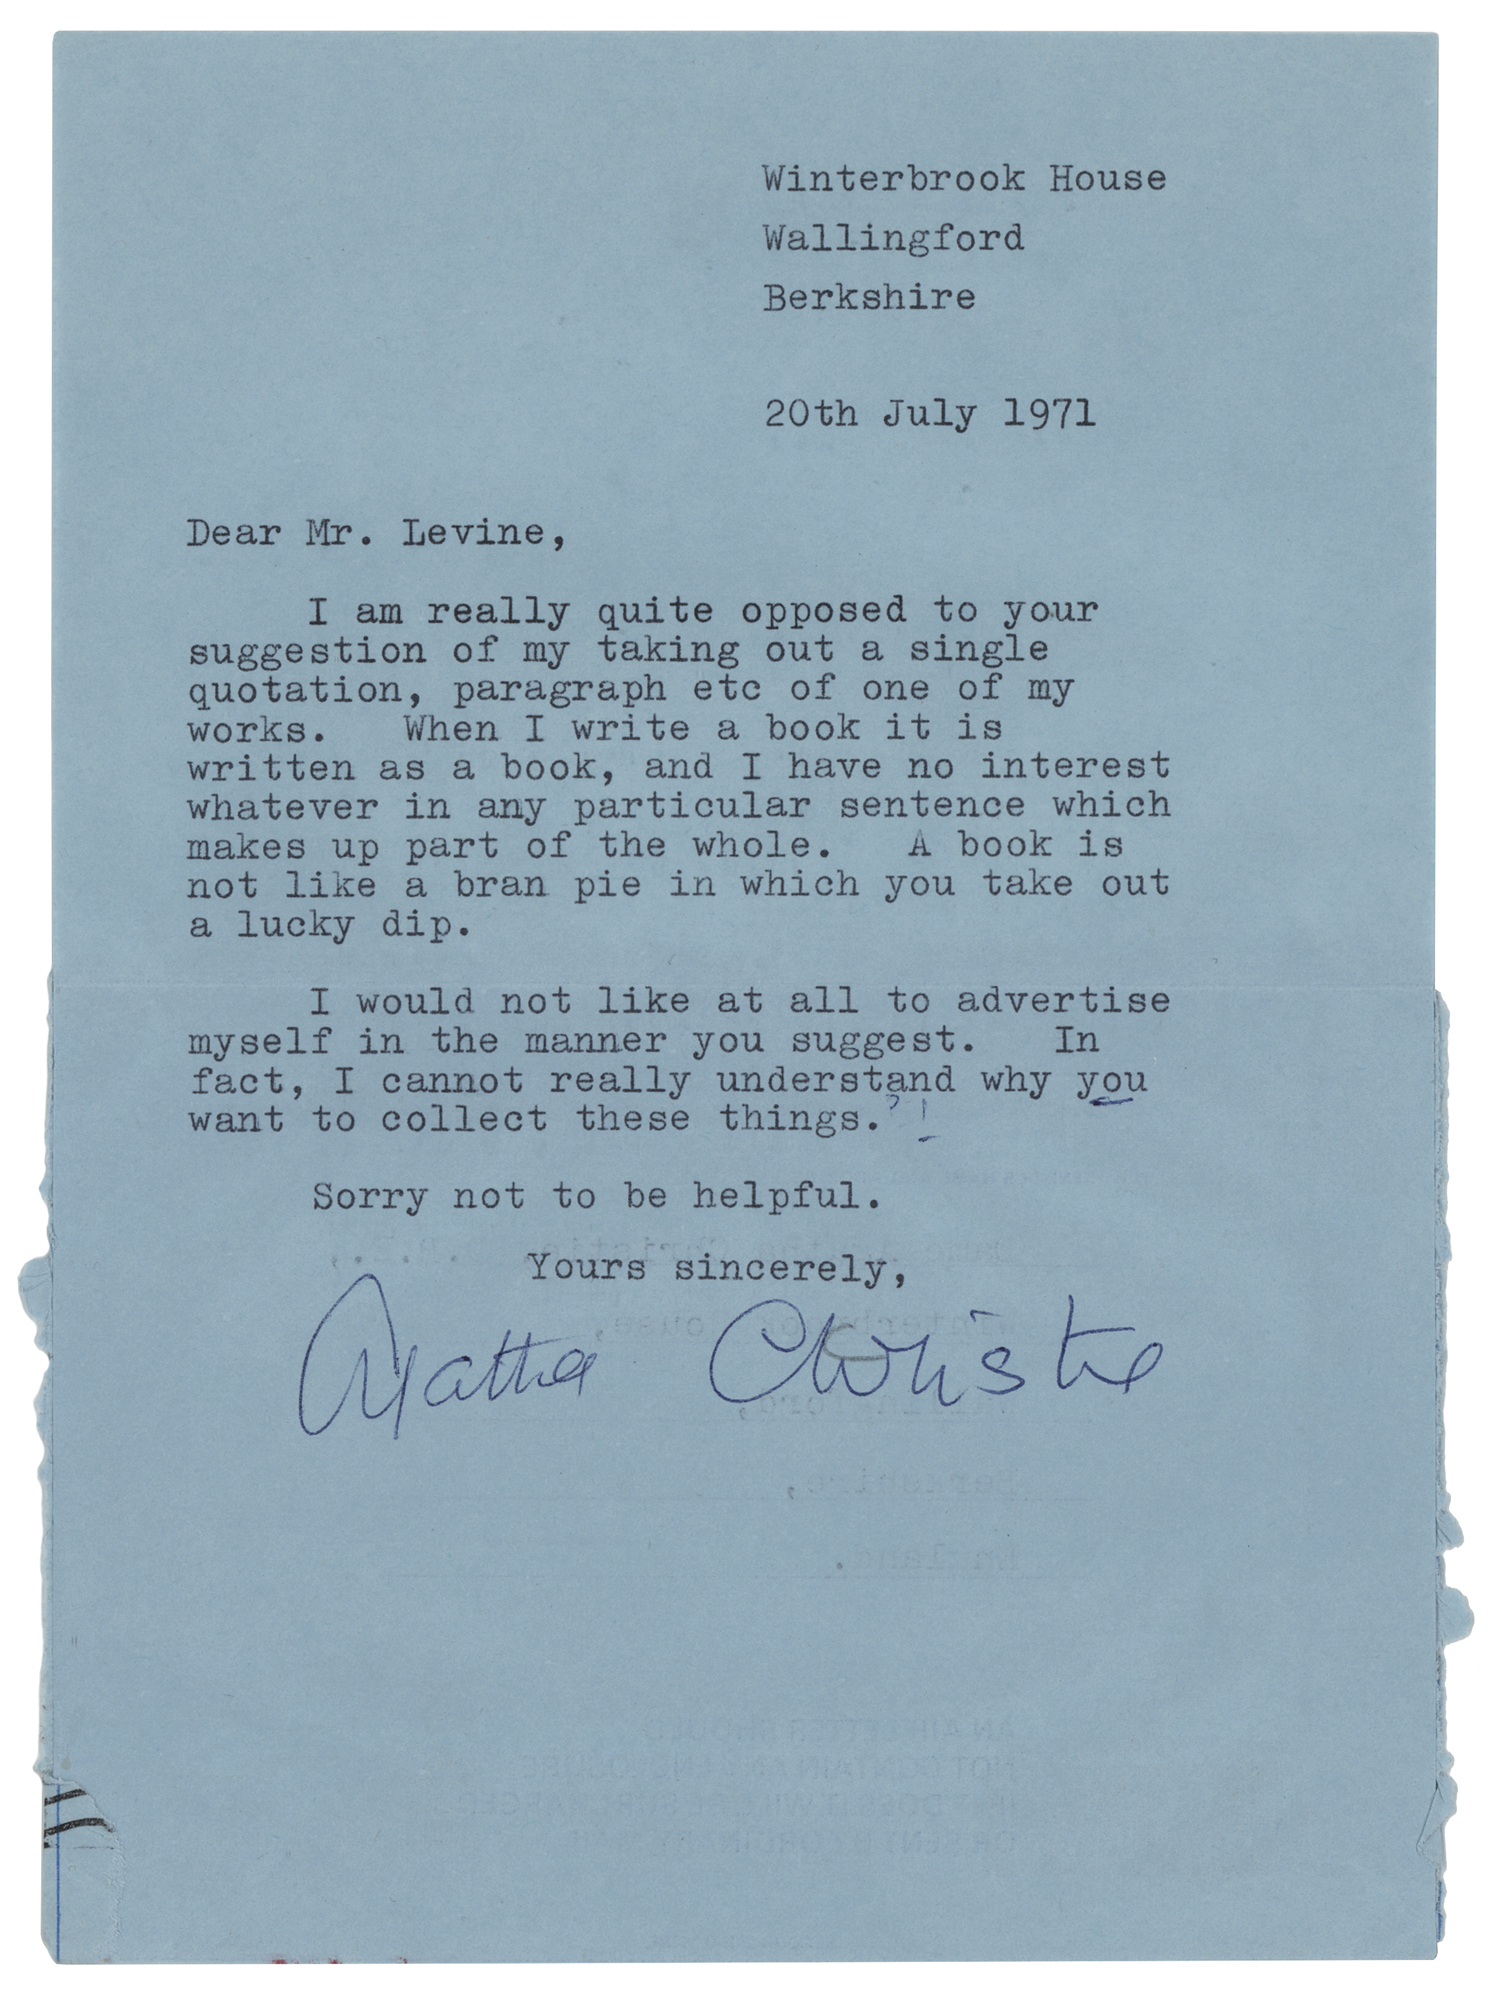 Winterbrook House
Wallingford
Berkshire
20th July 1971
Dear Mr. Levine,
I am really quite opposed to your
suggestion of my taking out a single
quotation, paragraph etc of one of my
works. When I write a book it is
written as a book, and I have no interest
whatever in any particular sentence which
makes up part of the whole. A book is
not like a bran pie in which you take out
a lucky dip.
I would not like at all to advertise
myself in the manner you suggest. In
fact, I cannot really understand why you
want to collect these things.?!
Sorry not to be helpful.
Yours sincerely,
Agatha Christie